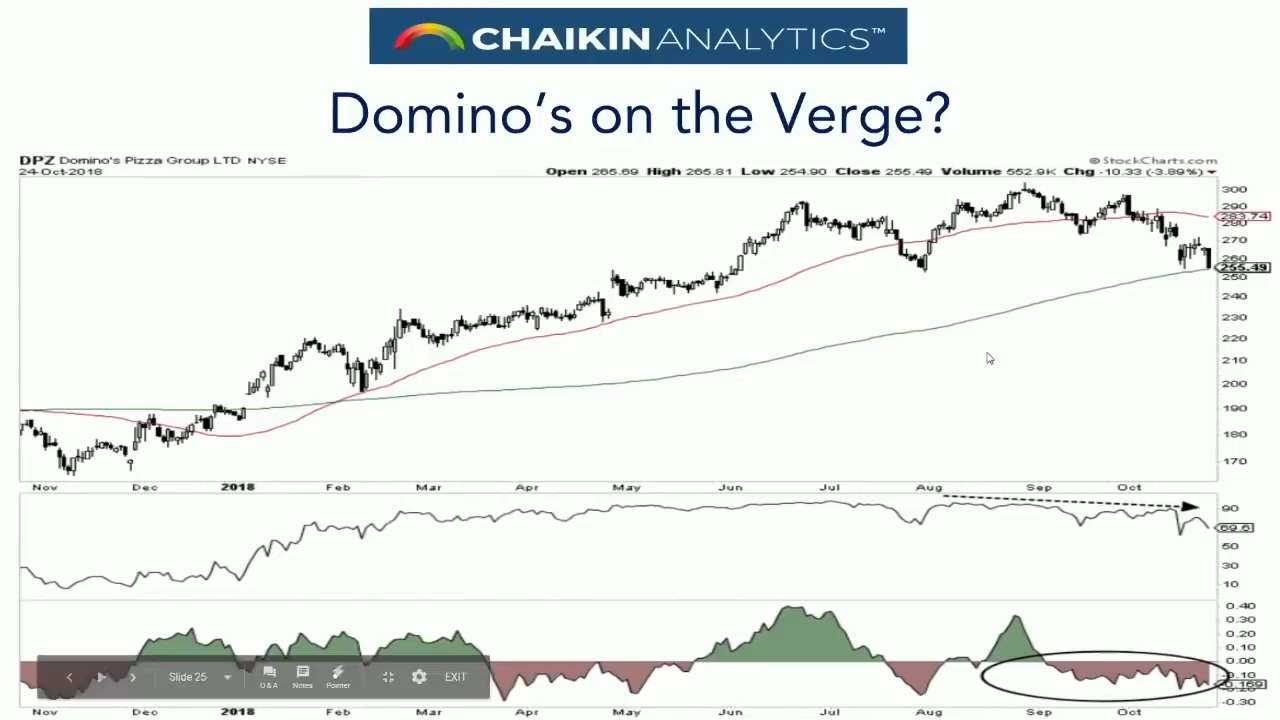 CHAIKIN ANALYTICS™
Domino's on the Verge?
DPZ Domino's Pizza Group LTD NYSE
© StockCharts.com
24-Oct-2018
Open 265.69 High 265.81 Low 254.90 Close 255.49 Volume 552.9K Chg -10.33 (-3.89%)
300
290
283.74
280
270
260
255.49
250
240
230
220
210
200
190
180
170
Nov Dec 2018 Feb Mar Apr May Jun Jul Aug Sep Oct
90
69.6
50
30
10
0.40
0.30
0.20
0.10
0.00
-0.10
-0.169
-0.20
-0.30
Slide 25
Q & A
Notes
Pointer
EXIT
Nov Dec 2018 Feb Mar Apr May Jun Jul Aug Sep Oct